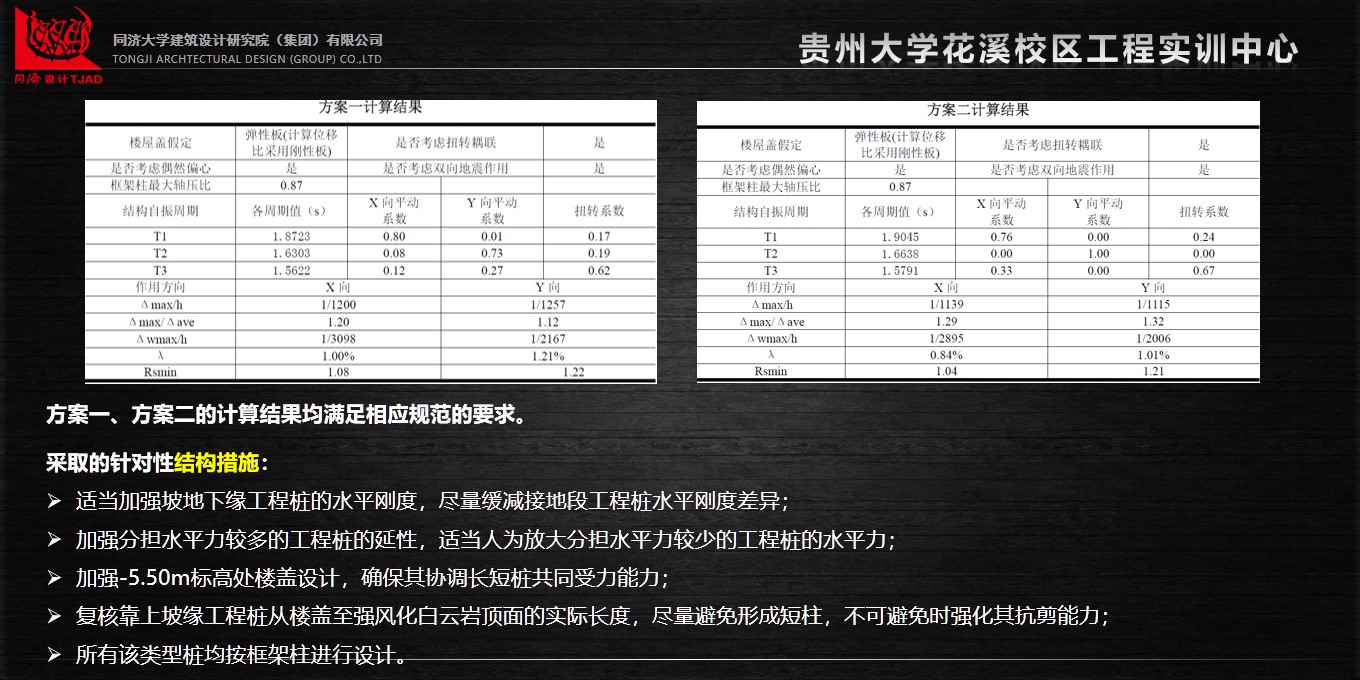 同济大学建筑设计研究院（集团）有限公司
TONGJI ARCHTECTURAL DESIGN (GROUP) CO.,LTD
同济设计TJAD
贵州大学花溪校区工程实训中心
方案一计算结果
楼屋盖假定 弹性板(计算位移比采用刚性板) 是否考虑扭转耦联 是
是否考虑偶然偏心 是 是否考虑双向地震作用 是
框架柱最大轴压比 0.87
结构自振周期 各周期值（s） X 向平动系数 Y 向平动系数 扭转系数
T1 1.8723 0.80 0.01 0.17
T2 1.6303 0.08 0.73 0.19
T3 1.5622 0.12 0.27 0.62
作用方向 X 向 Y 向
Δmax/h 1/1200 1/1257
Δmax/Δave 1.20 1.12
Δwmax/h 1/3098 1/2167
λ 1.00% 1.21%
Rsmin 1.08 1.22
方案二计算结果
楼屋盖假定 弹性板(计算位移比采用刚性板) 是否考虑扭转耦联 是
是否考虑偶然偏心 是 是否考虑双向地震作用 是
框架柱最大轴压比 0.87
结构自振周期 各周期值（s） X 向平动系数 Y 向平动系数 扭转系数
T1 1.9045 0.76 0.00 0.24
T2 1.6638 0.00 1.00 0.00
T3 1.5791 0.33 0.00 0.67
作用方向 X 向 Y 向
Δmax/h 1/1139 1/1115
Δmax/Δave 1.29 1.32
Δwmax/h 1/2895 1/2006
λ 0.84% 1.01%
Rsmin 1.04 1.21
方案一、方案二的计算结果均满足相应规范的要求。
采取的针对性结构措施：
➢ 适当加强坡地下缘工程桩的水平刚度，尽量缓减接地段工程桩水平刚度差异；
➢ 加强分担水平力较多的工程桩的延性，适当人为放大分担水平力较少的工程桩的水平力；
➢ 加强-5.50m标高处楼盖设计，确保其协调长短桩共同受力能力；
➢ 复核靠上坡缘工程桩从楼盖至强风化白云岩顶面的实际长度，尽量避免形成短柱，不可避免时强化其抗剪能力；
➢ 所有该类型桩均按框架柱进行设计。